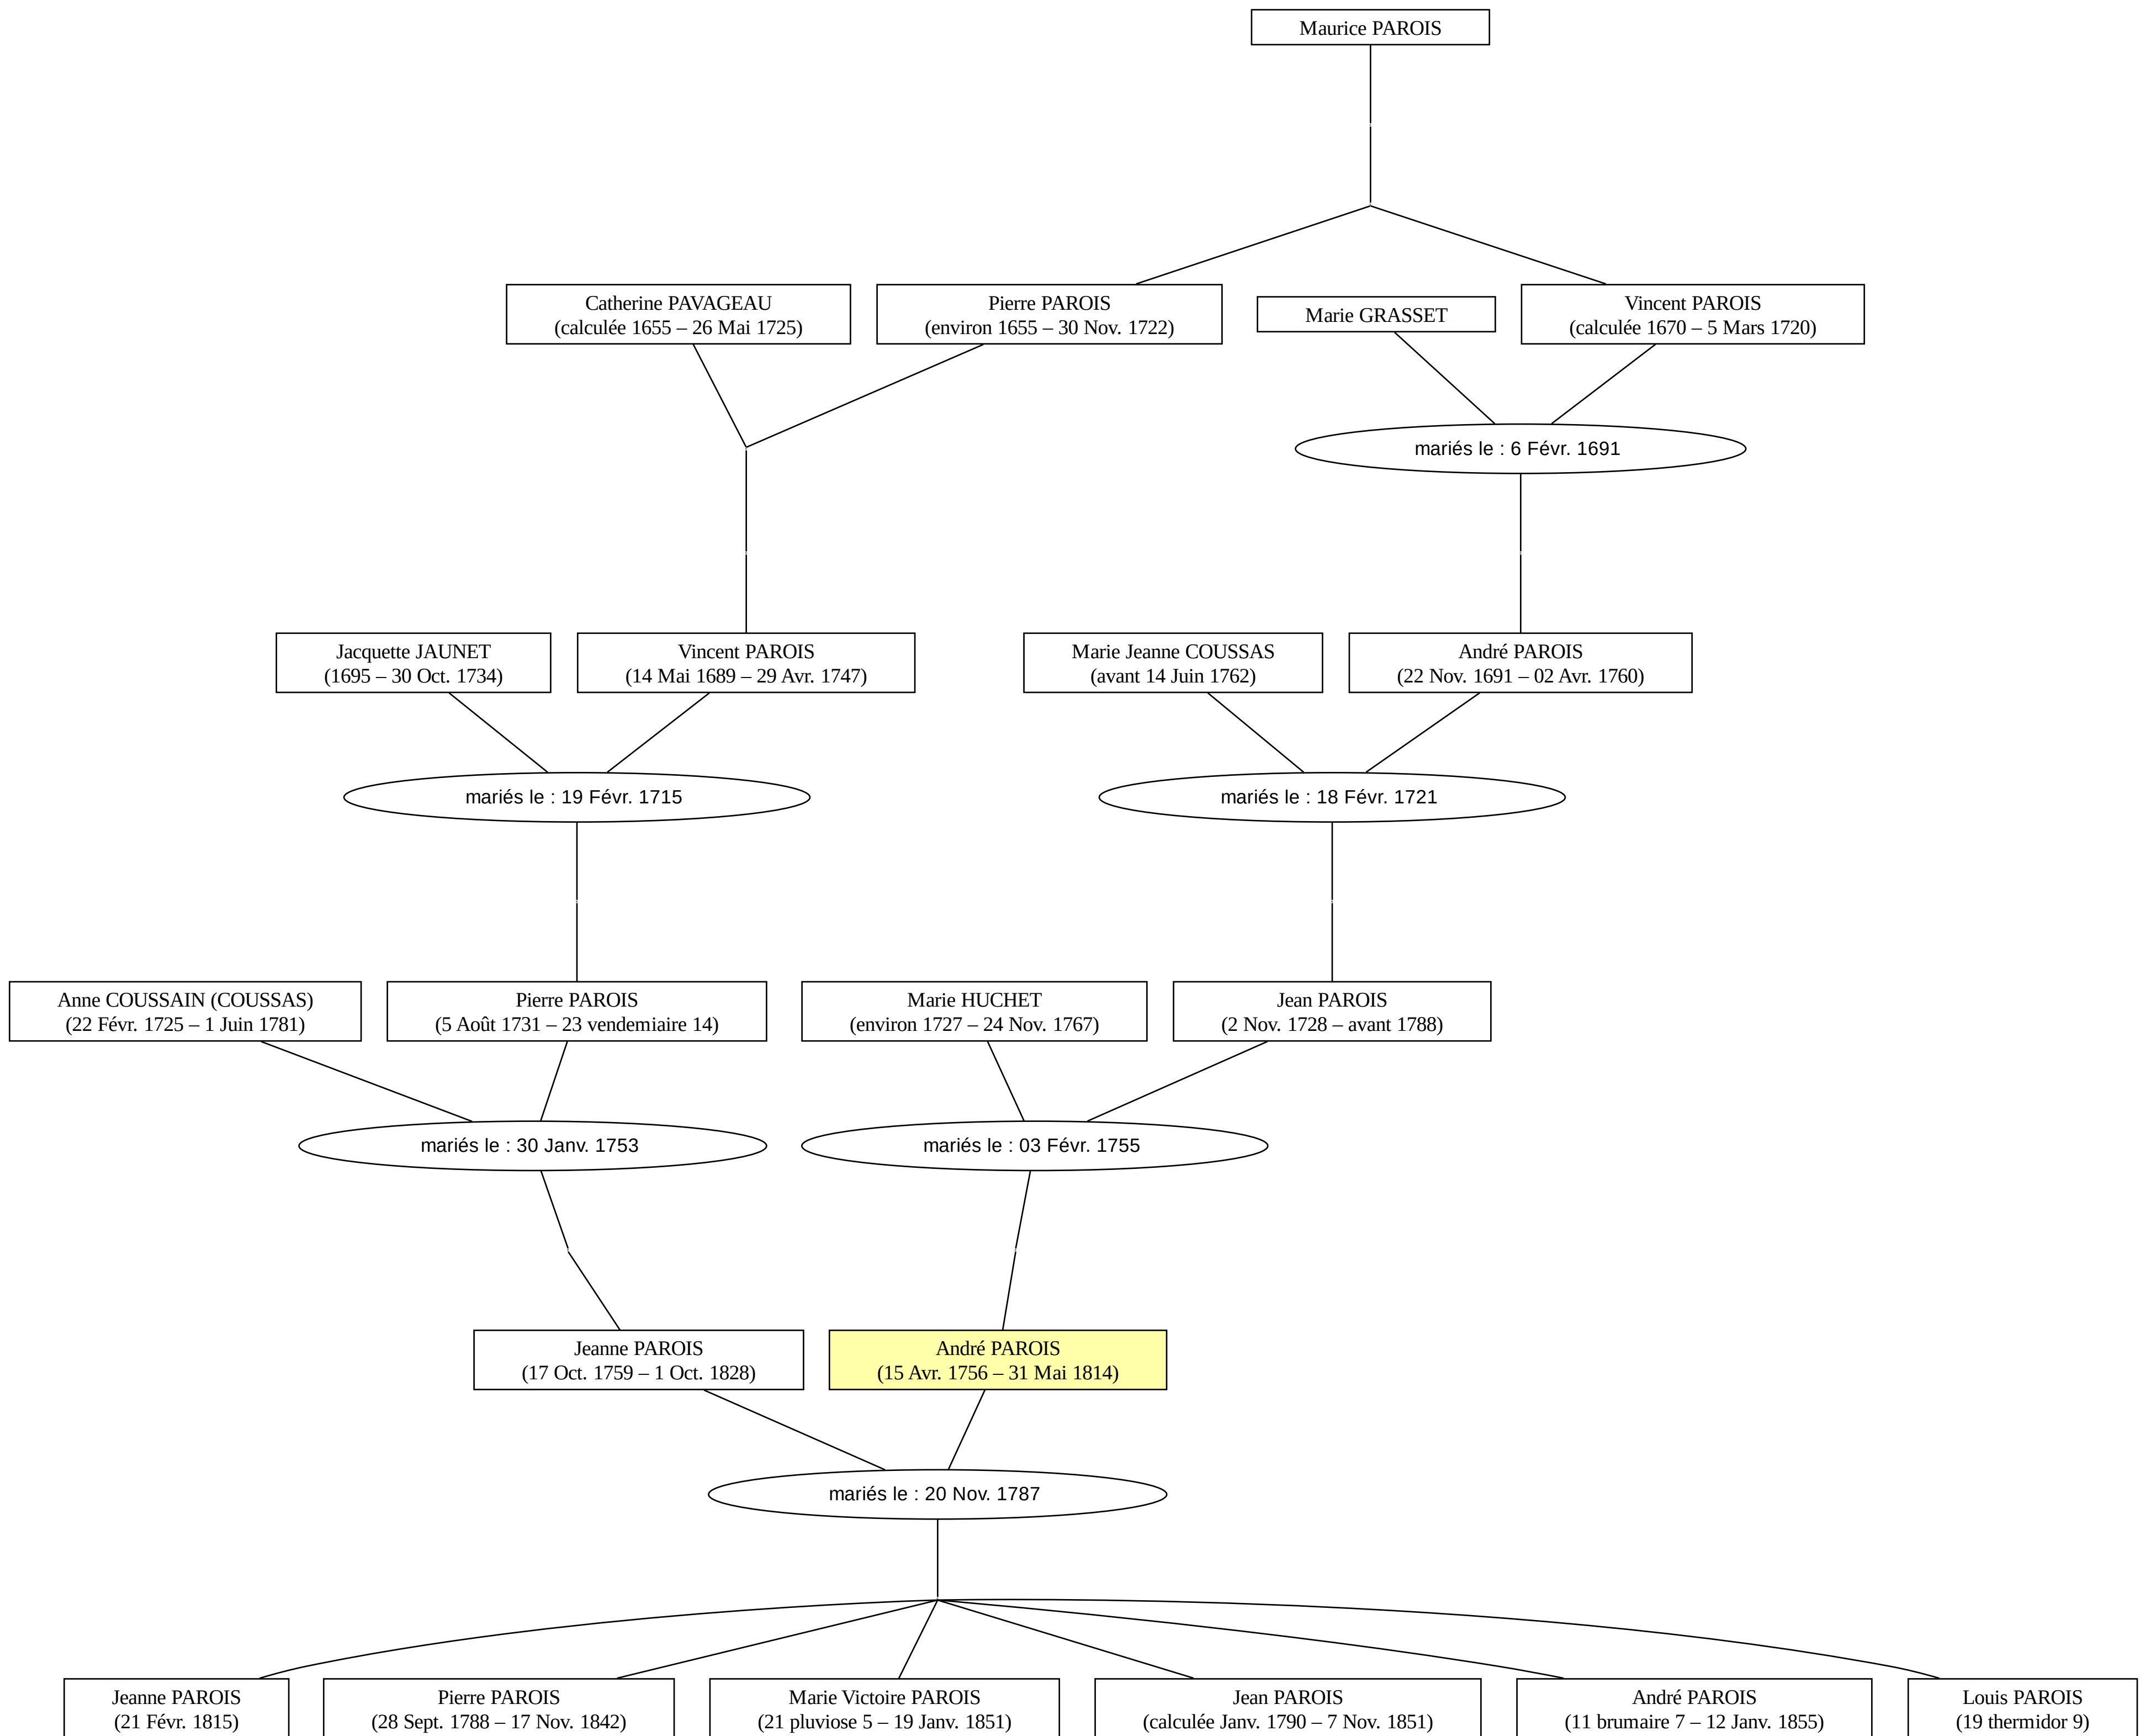 Maurice PAROIS
Catherine PAVAGEAU
(calculée 1655 – 26 Mai 1725)
Pierre PAROIS
(environ 1655 – 30 Nov. 1722)
Marie GRASSET
Vincent PAROIS
(calculée 1670 – 5 Mars 1720)
mariés le : 6 Févr. 1691
Jacquette JAUNET
(1695 – 30 Oct. 1734)
Vincent PAROIS
(14 Mai 1689 – 29 Avr. 1747)
Marie Jeanne COUSSAS
(avant 14 Juin 1762)
André PAROIS
(22 Nov. 1691 – 02 Avr. 1760)
mariés le : 19 Févr. 1715
mariés le : 18 Févr. 1721
Anne COUSSAIN (COUSSAS)
(22 Févr. 1725 – 1 Juin 1781)
Pierre PAROIS
(5 Août 1731 – 23 vendemiaire 14)
Marie HUCHET
(environ 1727 – 24 Nov. 1767)
Jean PAROIS
(2 Nov. 1728 – avant 1788)
mariés le : 30 Janv. 1753
mariés le : 03 Févr. 1755
Jeanne PAROIS
(17 Oct. 1759 – 1 Oct. 1828)
André PAROIS
(15 Avr. 1756 – 31 Mai 1814)
mariés le : 20 Nov. 1787
Jeanne PAROIS
(21 Févr. 1815)
Pierre PAROIS
(28 Sept. 1788 – 17 Nov. 1842)
Marie Victoire PAROIS
(21 pluviose 5 – 19 Janv. 1851)
Jean PAROIS
(calculée Janv. 1790 – 7 Nov. 1851)
André PAROIS
(11 brumaire 7 – 12 Janv. 1855)
Louis PAROIS
(19 thermidor 9)